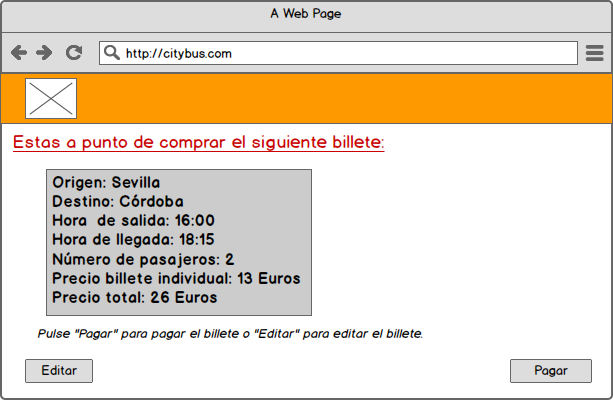 A Web Page
http://citybus.com
Estas a punto de comprar el siguiente billete:
Origen: Sevilla
Destino: Córdoba
Hora de salida: 16:00
Hora de llegada: 18:15
Número de pasajeros: 2
Precio billete individual: 13 Euros
Precio total: 26 Euros
Pulse "Pagar" para pagar el billete o "Editar" para editar el billete.
Editar
Pagar